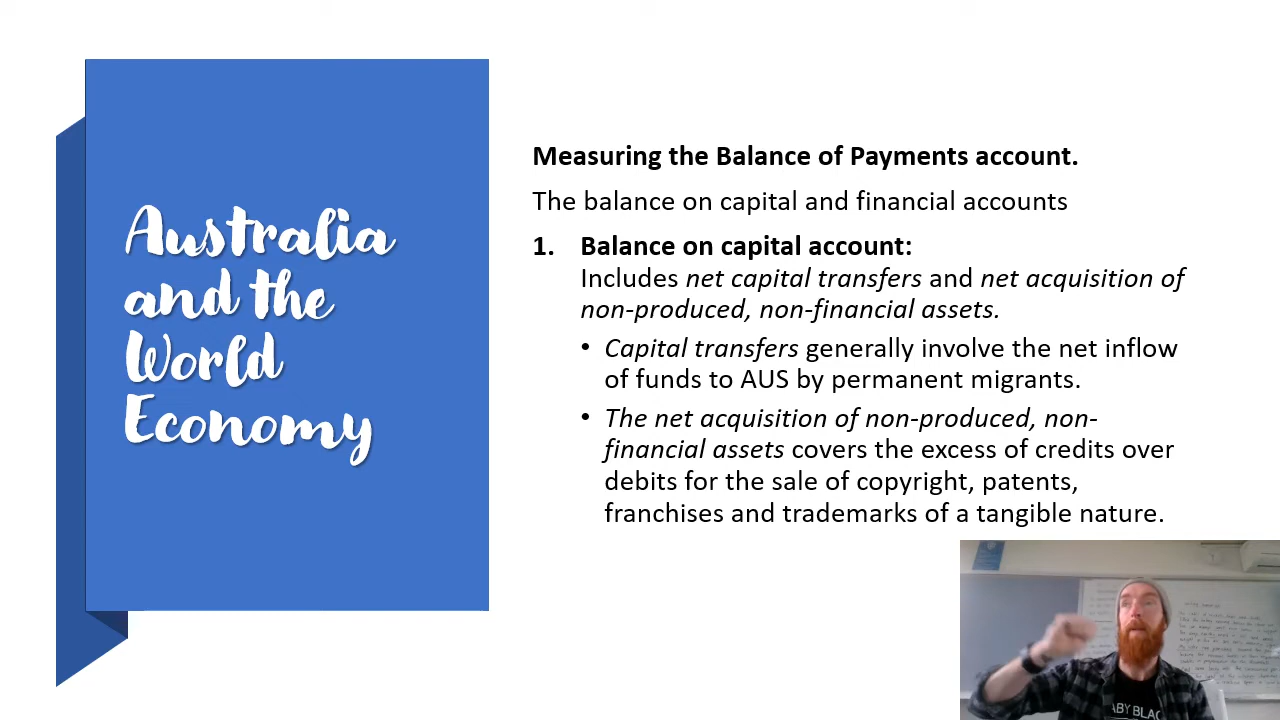 Australia
and the
World
Economy
Measuring the Balance of Payments account.
The balance on capital and financial accounts
1. Balance on capital account:
Includes net capital transfers and net acquisition of
non-produced, non-financial assets.
• Capital transfers generally involve the net inflow
of funds to AUS by permanent migrants.
• The net acquisition of non-produced, non-
financial assets covers the excess of credits over
debits for the sale of copyright, patents,
franchises and trademarks of a tangible nature.
ABY BLAC